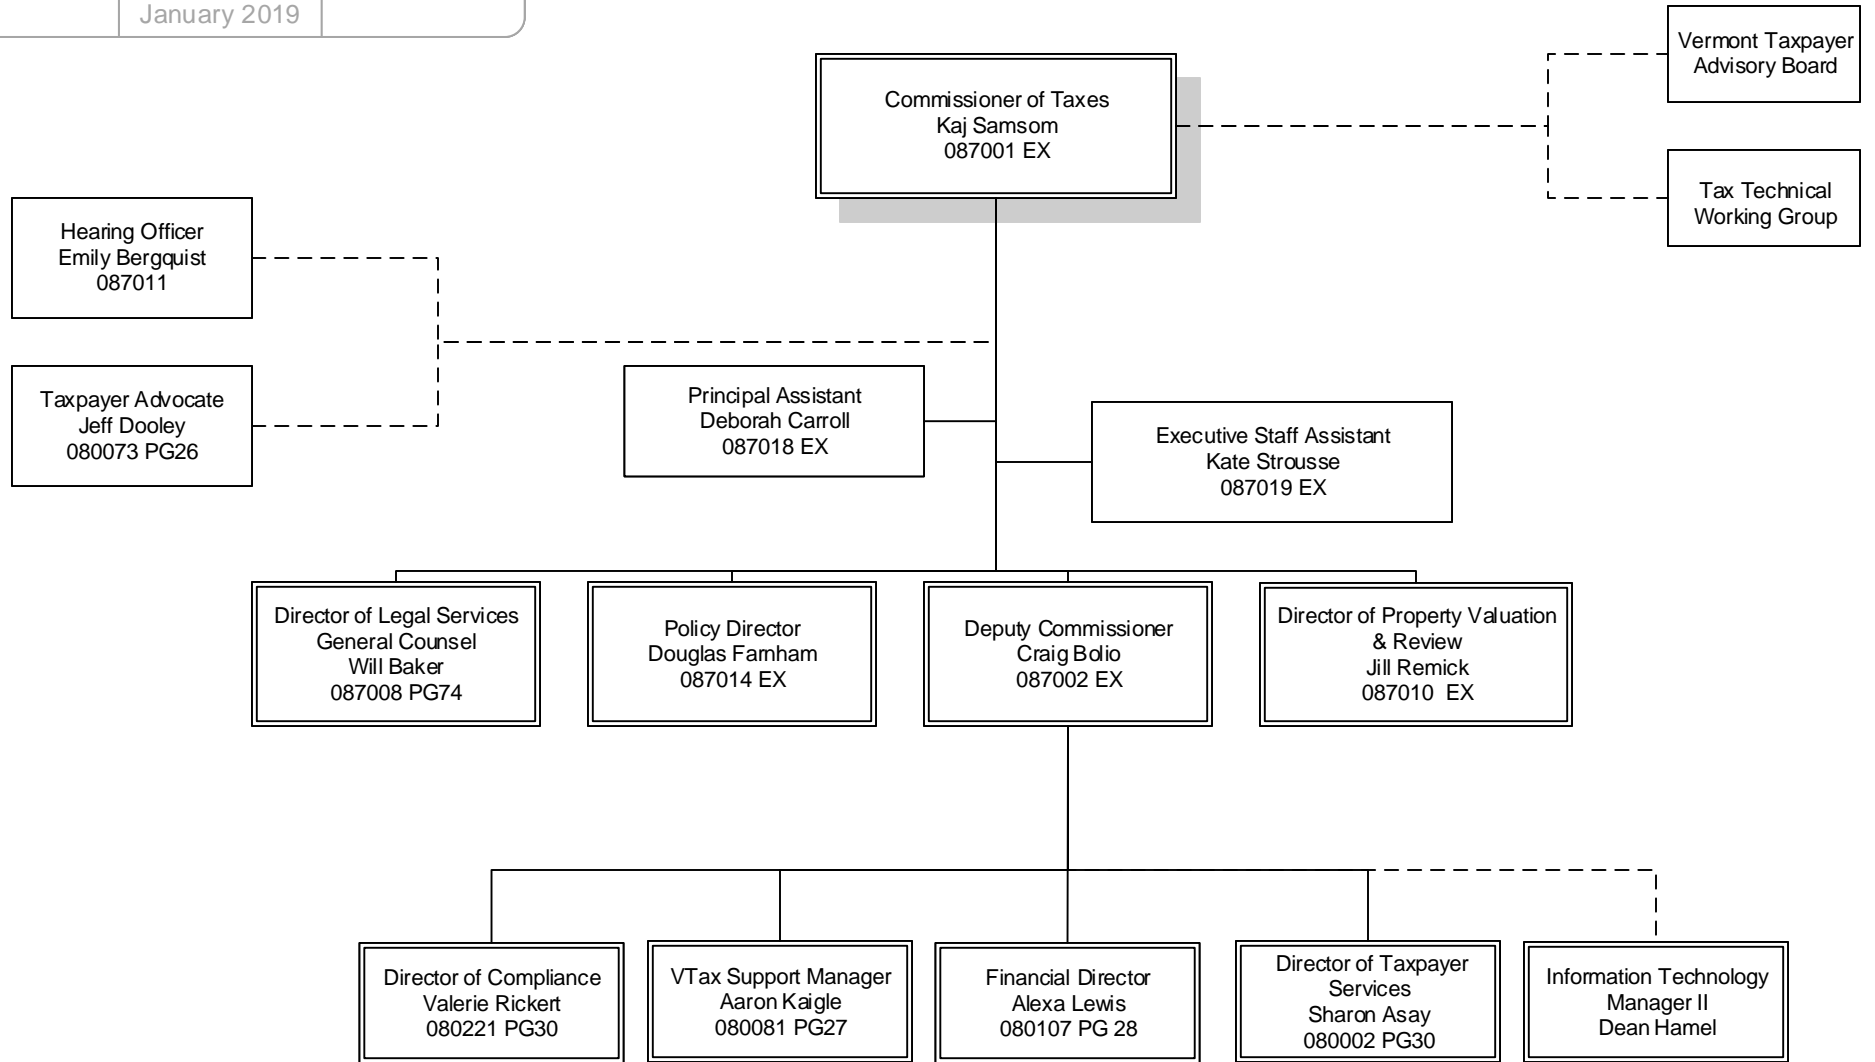 January 2019
Vermont Taxpayer
Advisory Board
Commissioner of Taxes
Kaj Samsom
087001 EX
Tax Technical
Working Group
Hearing Officer
Emily Bergquist
087011
Taxpayer Advocate
Jeff Dooley
080073 PG26
Principal Assistant
Deborah Carroll
087018 EX
Executive Staff Assistant
Kate Strousse
087019 EX
Director of Legal Services
General Counsel
Will Baker
087008 PG74
Policy Director
Douglas Farnham
087014 EX
Deputy Commissioner
Craig Bolio
087002 EX
Director of Property Valuation
& Review
Jill Remick
087010  EX
Director of Compliance
Valerie Rickert
080221 PG30
VTax Support Manager
Aaron Kaigle
080081 PG27
Financial Director
Alexa Lewis
080107 PG 28
Director of Taxpayer
Services
Sharon Asay
080002 PG30
Information Technology
Manager II
Dean Hamel